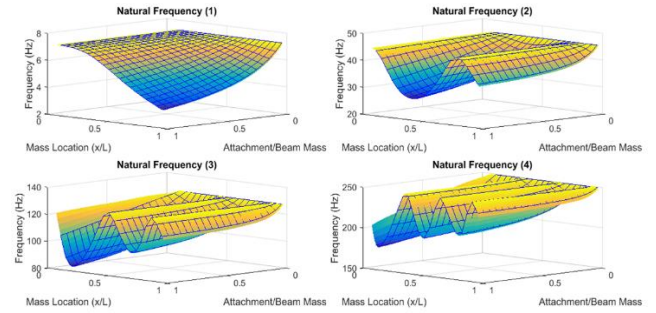 Natural Frequency (1)
Frequency (Hz)
8
6
4
2
0
0.5
1
Mass Location (x/L)
1
0.5
0
Attachment/Beam Mass
Natural Frequency (2)
Frequency (Hz)
50
40
30
20
0
0.5
1
Mass Location (x/L)
1
0.5
0
Attachment/Beam Mass
Natural Frequency (3)
Frequency (Hz)
140
120
100
80
0
0.5
1
Mass Location (x/L)
1
0.5
0
Attachment/Beam Mass
Natural Frequency (4)
Frequency (Hz)
250
200
150
0
0.5
1
Mass Location (x/L)
1
0.5
0
Attachment/Beam Mass